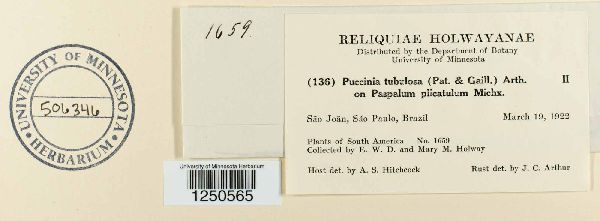 UNIVERSITY OF MINNESOTA
506346
HERBARIUM
1659.
University of Minnesota Herbarium
1250565
RELIQUIAE HOLWAYANAE
Distributed by the Department of Botany
University of Minnesota
(136) Puccinia tubulosa (Pat. & Gaill.) Arth. II
on Paspalum plicatulum Michx.
São Joãn, São Paulo, Brazil March 19, 1922
Plants of South America No. 1659
Collected by E. W. D. and Mary M. Holway
Host det. by A. S. Hitchcock Rust det. by J. C. Arthur